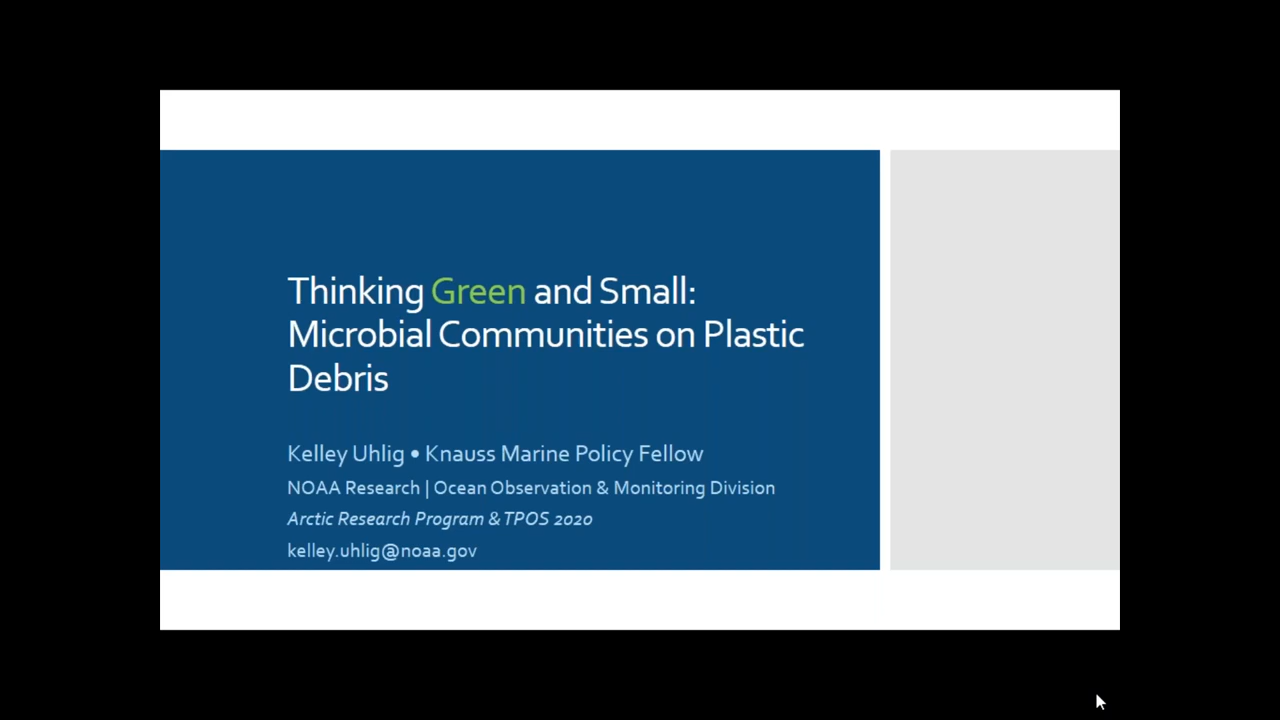 Thinking Green and Small:
Microbial Communities on Plastic
Debris
Kelley Uhlig • Knauss Marine Policy Fellow
NOAA Research | Ocean Observation & Monitoring Division
Arctic Research Program & TPOS 2020
kelley.uhlig@noaa.gov